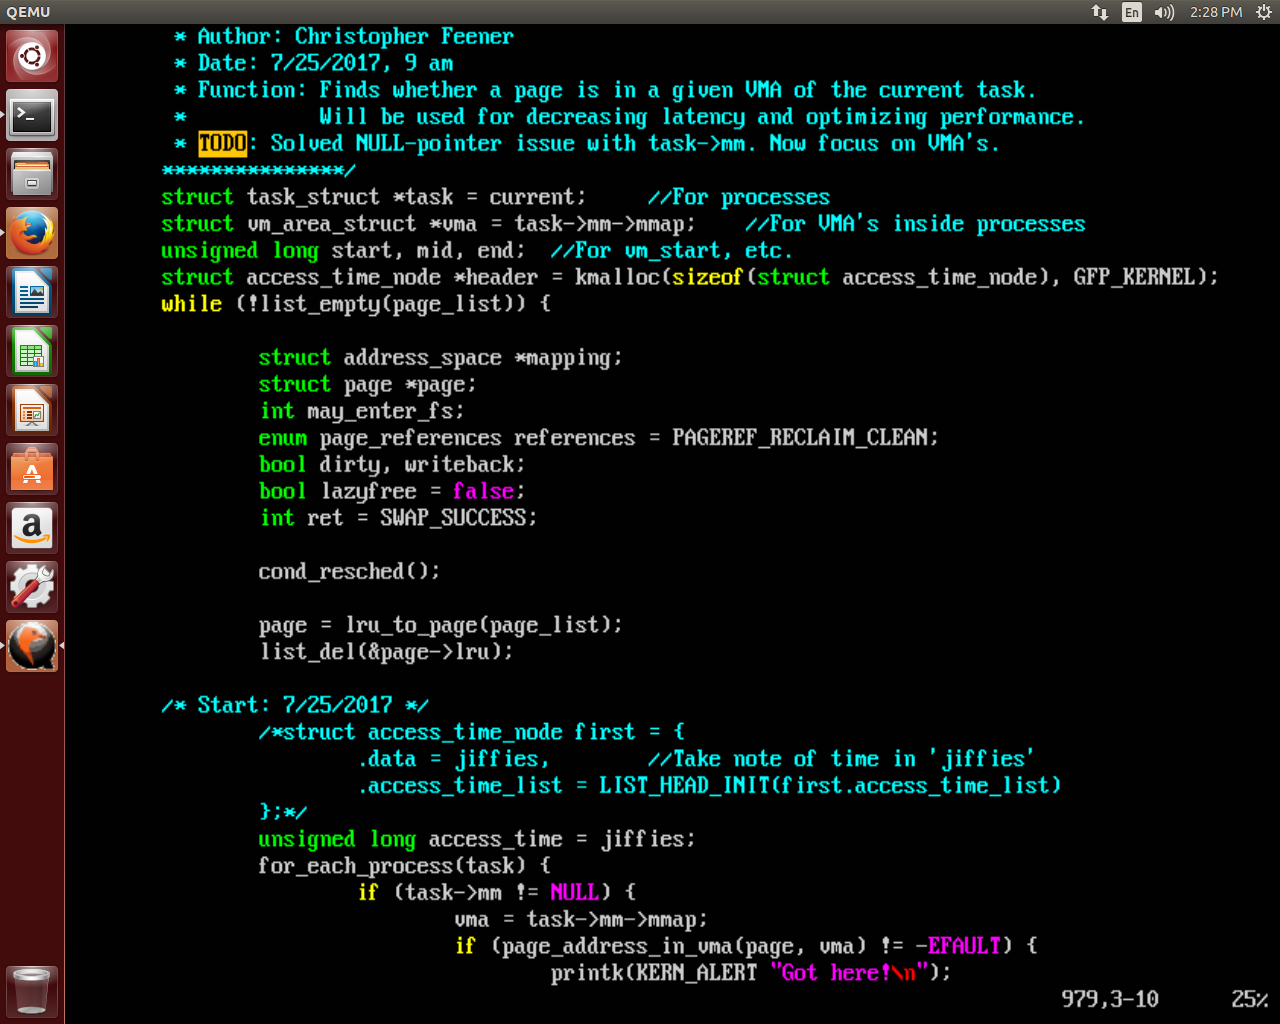 QEMU
En
2:28 PM
* Author: Christopher Feener
* Date: 7/25/2017, 9 am
* Function: Finds whether a page is in a given VMA of the current task.
*           Will be used for decreasing latency and optimizing performance.
* TODO: Solved NULL-pointer issue with task->mm. Now focus on VMA's.
***************/
struct task_struct *task = current;     //For processes
struct vm_area_struct *vma = task->mm->mmap;    //For VMA's inside processes
unsigned long start, mid, end;  //For vm_start, etc.
struct access_time_node *header = kmalloc(sizeof(struct access_time_node), GFP_KERNEL);
while (!list_empty(page_list)) {
struct address_space *mapping;
struct page *page;
int may_enter_fs;
enum page_references references = PAGEREF_RECLAIM_CLEAN;
bool dirty, writeback;
bool lazyfree = false;
int ret = SWAP_SUCCESS;
cond_resched();
page = lru_to_page(page_list);
list_del(&page->lru);
/* Start: 7/25/2017 */
/*struct access_time_node first = {
.data = jiffies,        //Take note of time in 'jiffies'
.access_time_list = LIST_HEAD_INIT(first.access_time_list)
};*/
unsigned long access_time = jiffies;
for_each_process(task) {
if (task->mm != NULL) {
vma = task->mm->mmap;
if (page_address_in_vma(page, vma) != -EFAULT) {
printk(KERN_ALERT "Got here!\n");
979,3-10      25%